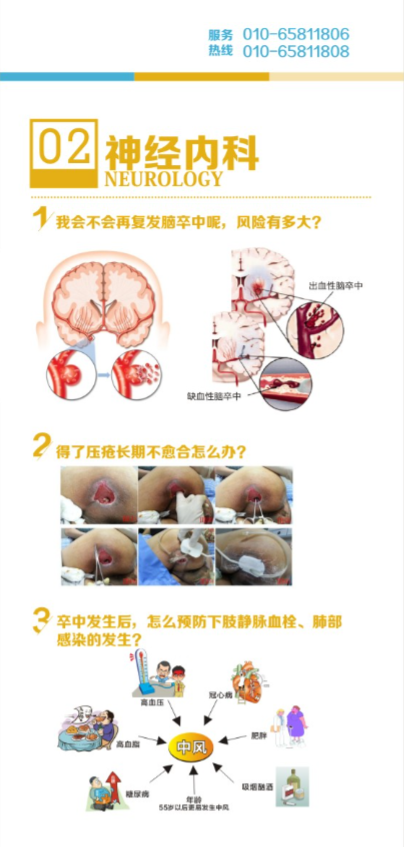 服务 010-65811806
热线 010-65811808
02 神经内科
NEUROLOGY
1 我会不会再复发脑卒中呢，风险有多大？
出血性脑卒中
缺血性脑卒中
2 得了压疮长期不愈合怎么办？
3 卒中发生后，怎么预防下肢静脉血栓、肺部
感染的发生？
高血压
冠心病
高血脂
中风
肥胖
糖尿病
年龄
55岁以后更易发生中风
吸烟酗酒